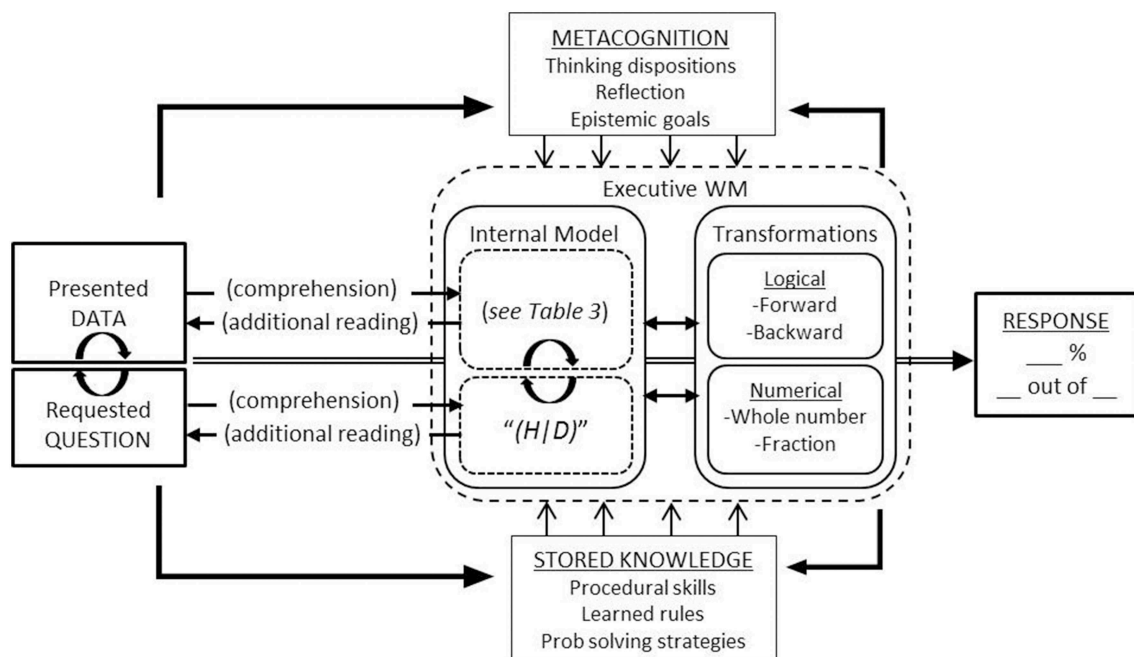 METACOGNITION
Thinking dispositions
Reflection
Epistemic goals
Executive WM
Internal Model
Transformations
Presented
DATA
(comprehension)
(additional reading)
(see Table 3)
Logical
-Forward
-Backward
RESPONSE
___ %
__ out of __
Requested
QUESTION
(comprehension)
(additional reading)
“(H|D)”
Numerical
-Whole number
-Fraction
STORED KNOWLEDGE
Procedural skills
Learned rules
Prob solving strategies